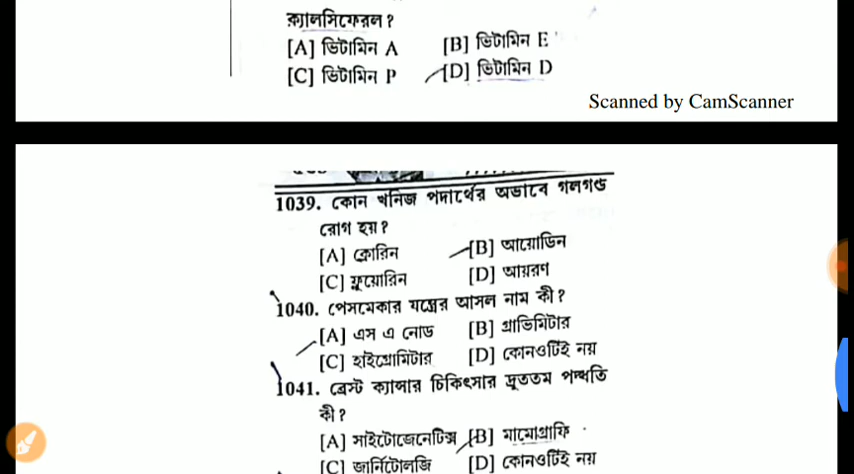 ক্যালসিফেরল?
[A] ভিটামিন A [B] ভিটামিন E
[C] ভিটামিন P [D] ভিটামিন D
Scanned by CamScanner
1039. কোন খনিজ পদার্থের অভাবে গলগণ্ড
রোগ হয়?
[A] ক্লোরিন [B] আয়োডিন
[C] ফ্লুয়োরিন [D] আয়রণ
1040. পেসমেকার যন্ত্রের আসল নাম কী?
[A] এস এ নোড [B] গ্রাভিমিটার
[C] হাইগ্রোমিটার [D] কোনওটিই নয়
1041. ব্রেস্ট ক্যান্সার চিকিৎসার দ্রুততম পদ্ধতি
কী?
[A] সাইটোজেনেটিক্স [B] ম্যামোগ্রাফি
[C] জার্নিটোলজি [D] কোনওটিই নয়